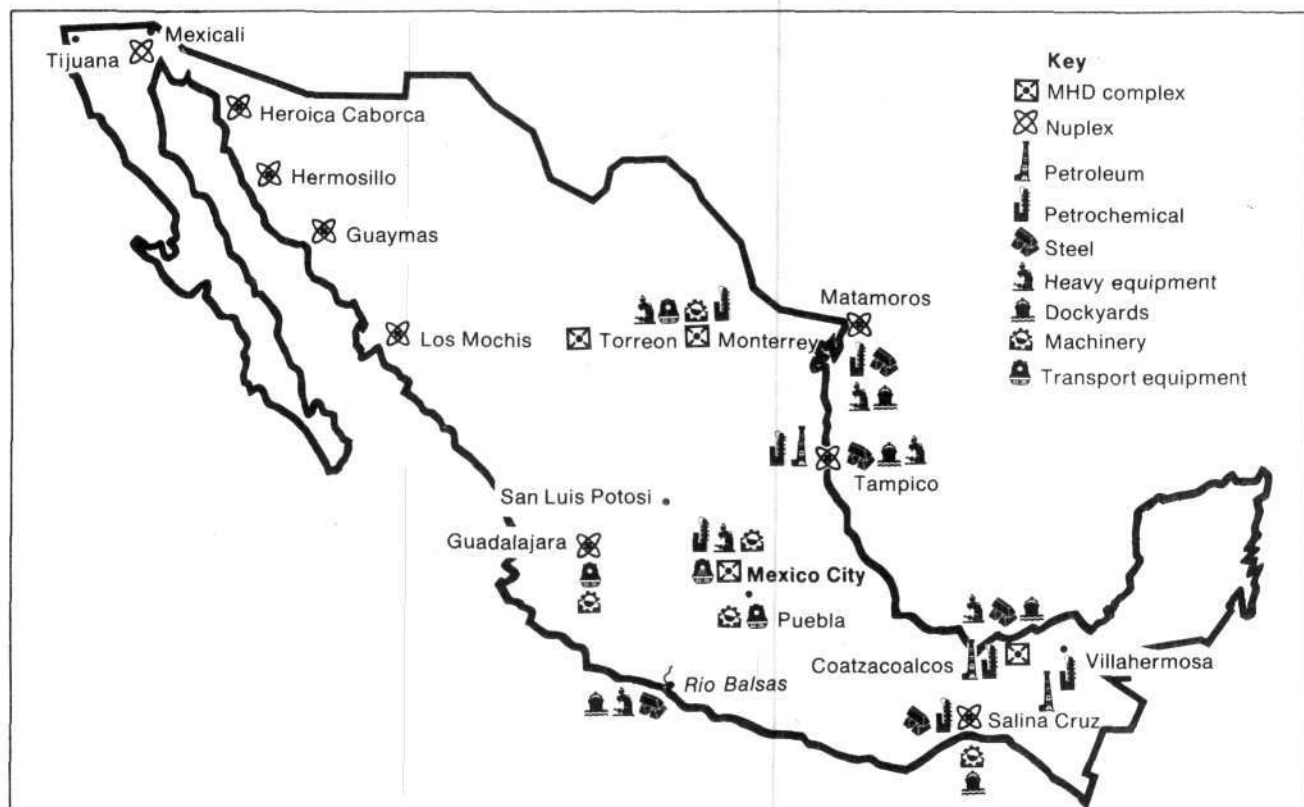 Mexicali
Tijuana
Heroica Caborca
Hermosillo
Guaymas
Los Mochis
Torreon
Monterrey
Matamoros
Tampico
San Luis Potosi
Guadalajara
Mexico City
Puebla
Coatzacoalcos
Villahermosa
Rio Balsas
Salina Cruz
Key
MHD complex
Nuplex
Petroleum
Petrochemical
Steel
Heavy equipment
Dockyards
Machinery
Transport equipment